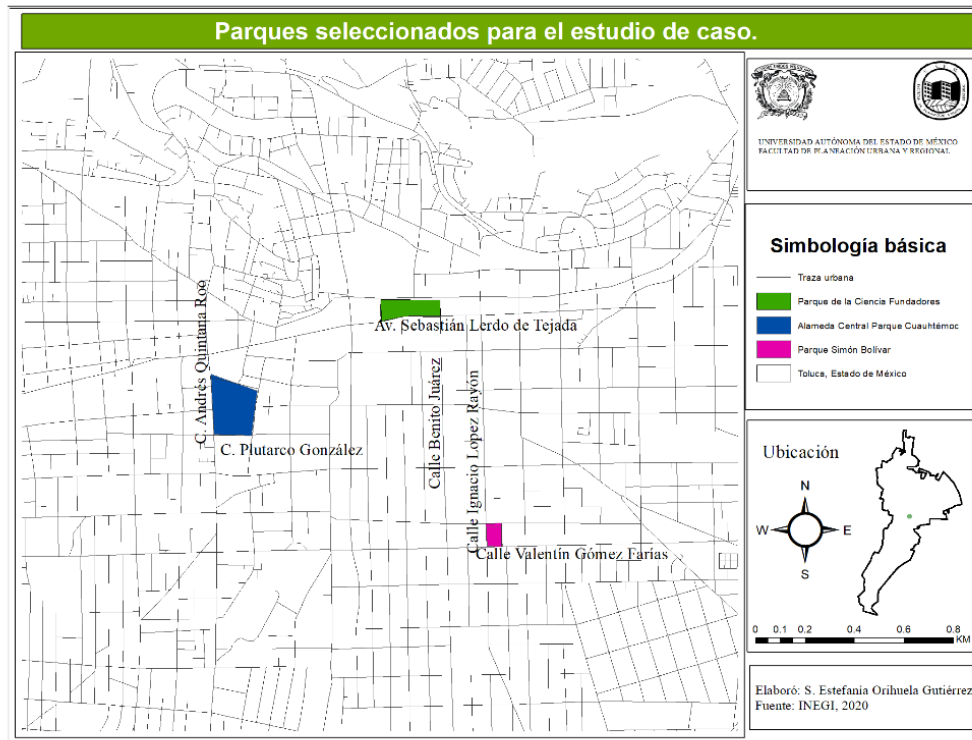 Parques seleccionados para el estudio de caso.
UNIVERSIDAD AUTÓNOMA DEL ESTADO DE MÉXICO
FACULTAD DE PLANEACIÓN URBANA Y REGIONAL
Simbología básica
Traza urbana
Parque de la Ciencia Fundadores
Alameda Central Parque Cuauhtémoc
Parque Simón Bolívar
Toluca, Estado de México
C. Andrés Quintana Roe
Av. Sebastián Lerdo de Tejada
C. Plutarco González
Calle Benito Juárez
Calle Ignacio Lopez Rayón
Calle Valentín Gómez Farías
Ubicación
N
W E
S
0 0.1 0.2 0.4 0.6 0.8
KM
Elaboró: S. Estefania Orihuela Gutiérrez
Fuente: INEGI, 2020